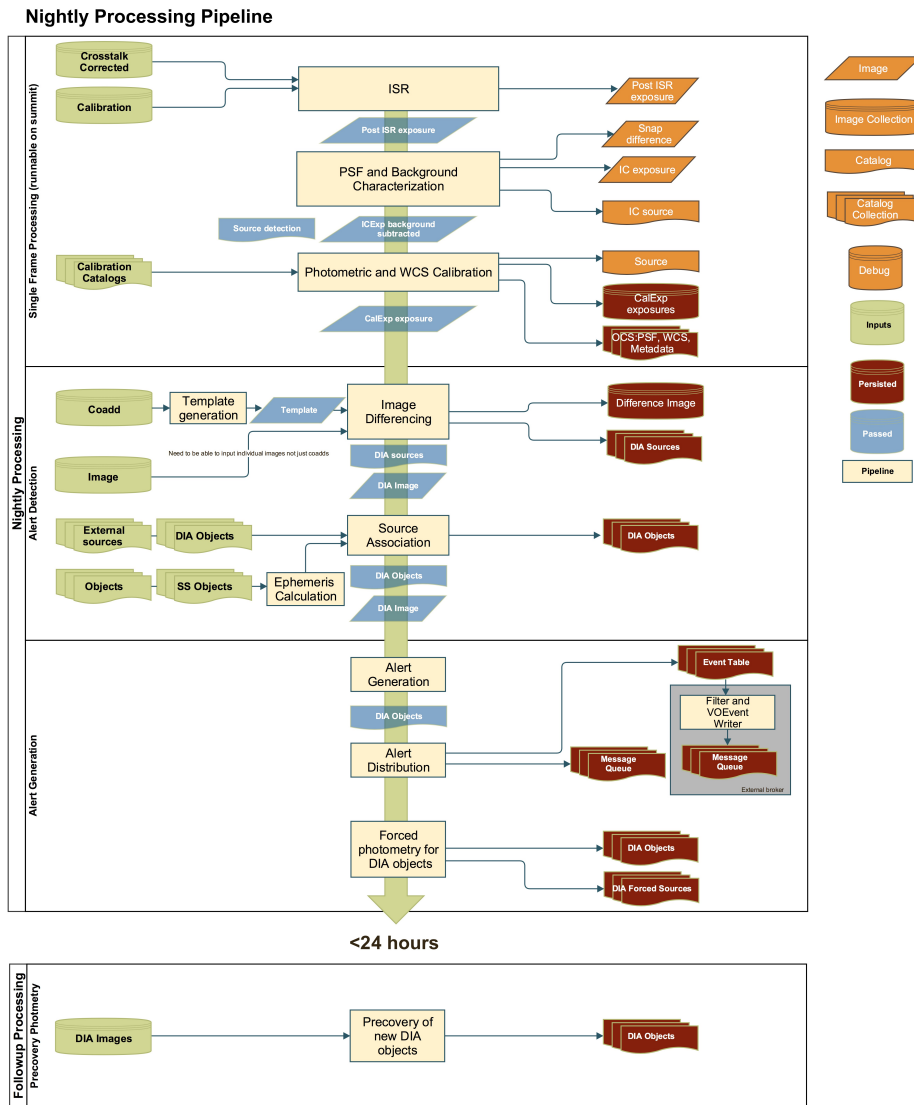 Nightly Processing Pipeline
Nightly Processing
Single Frame Processing (runnable on summit)
Crosstalk
Corrected
Calibration
ISR
Post ISR
exposure
Post ISR exposure
PSF and Background
Characterization
Snap
difference
IC exposure
IC source
Source detection
ICExp background
subtracted
Calibration
Catalogs
Photometric and WCS Calibration
Source
CalExp
exposures
OCS:PSF, WCS,
Metadata
CalExp exposure
Alert Detection
Coadd
Template
generation
Template
Image
Differencing
Difference Image
DIA Sources
Need to be able to input individual images not just coadds
DIA sources
Image
DIA Image
External
sources
DIA Objects
Source
Association
DIA Objects
Objects
SS Objects
Ephemeris
Calculation
DIA Objects
DIA Image
Alert Generation
Alert
Generation
Event Table
DIA Objects
Filter and
VOEvent
Writer
Alert
Distribution
Message
Queue
Message
Queue
External broker
Forced
photometry for
DIA objects
DIA Objects
DIA Forced Sources
<24 hours
Followup Processing
Precovery Photmetry
DIA Images
Precovery of
new DIA
objects
DIA Objects
Image
Image Collection
Catalog
Catalog
Collection
Debug
Inputs
Persisted
Passed
Pipeline